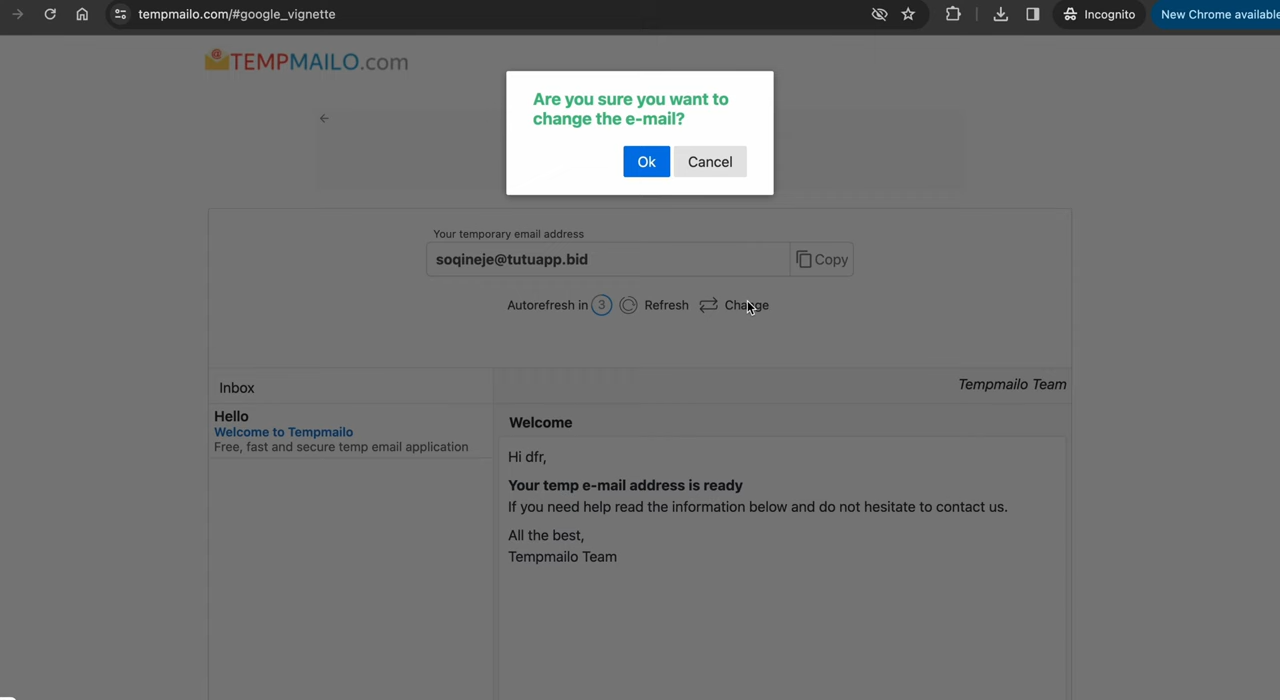 tempmailo.com/#google_vignette
Incognito
New Chrome available
TEMPMAILO.com
Are you sure you want to
change the e-mail?
Ok
Cancel
Your temporary email address
soqineje@tutuapp.bid
Copy
Autorefresh in 3
Refresh
Change
Inbox
Tempmailo Team
Hello
Welcome to Tempmailo
Free, fast and secure temp email application
Welcome
Hi dfr,
Your temp e-mail address is ready
If you need help read the information below and do not hesitate to contact us.
All the best,
Tempmailo Team